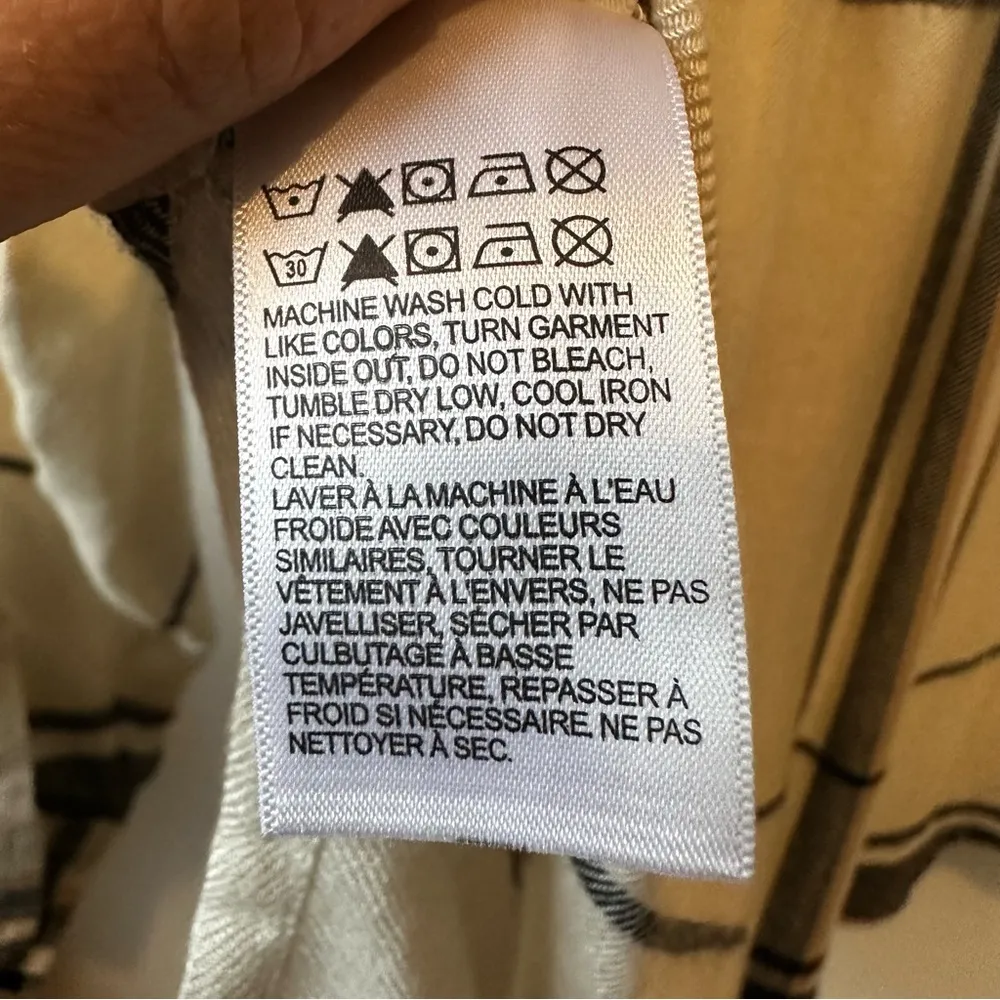 30
MACHINE WASH COLD WITH
LIKE COLORS, TURN GARMENT
INSIDE OUT, DO NOT BLEACH,
TUMBLE DRY LOW, COOL IRON
IF NECESSARY, DO NOT DRY
CLEAN.
LAVER À LA MACHINE À L'EAU
FROIDE AVEC COULEURS
SIMILAIRES, TOURNER LE
VÊTEMENT À L'ENVERS, NE PAS
JAVELLISER, SÉCHER PAR
CULBUTAGE À BASSE
TEMPÉRATURE, REPASSER À
FROID SI NÉCESSAIRE, NE PAS
NETTOYER À SEC.